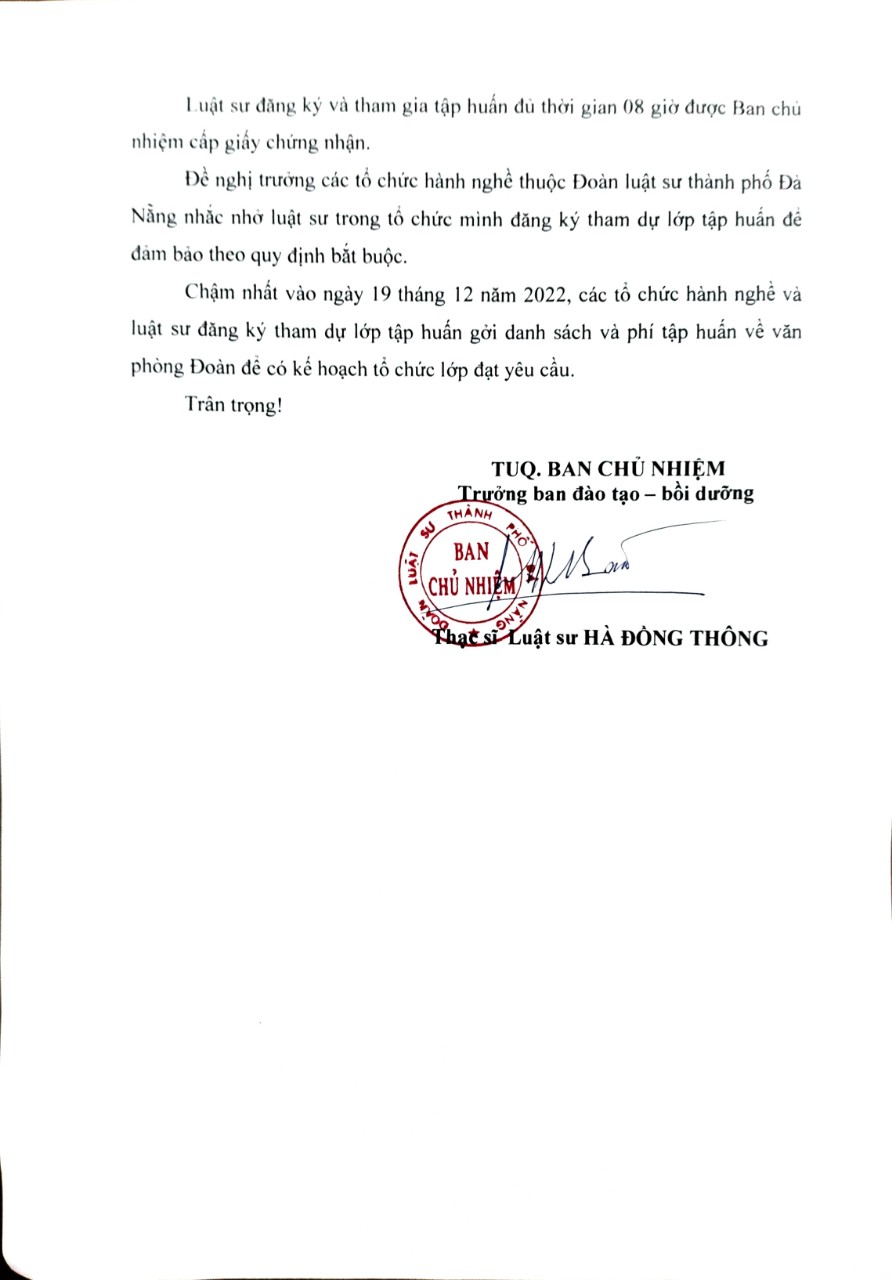 Luật sư đăng ký và tham gia tập huấn đủ thời gian 08 giờ được Ban chủ
nhiệm cấp giấy chứng nhận.
Đề nghị trưởng các tổ chức hành nghề thuộc Đoàn luật sư thành phố Đà
Nẵng nhắc nhở luật sư trong tổ chức mình đăng ký tham dự lớp tập huấn để
đảm bảo theo quy định bắt buộc.
Chậm nhất vào ngày 19 tháng 12 năm 2022, các tổ chức hành nghề và
luật sư đăng ký tham dự lớp tập huấn gởi danh sách và phí tập huấn về văn
phòng Đoàn để có kế hoạch tổ chức lớp đạt yêu cầu.
Trân trọng!
TUQ. BAN CHỦ NHIỆM
Trưởng ban đào tạo – bồi dưỡng
ĐOÀN LUẬT SƯ THÀNH PHỐ NẴNG
BAN
CHỦ NHIỆM
Thạc sĩ Luật sư HÀ ĐỒNG THÔNG